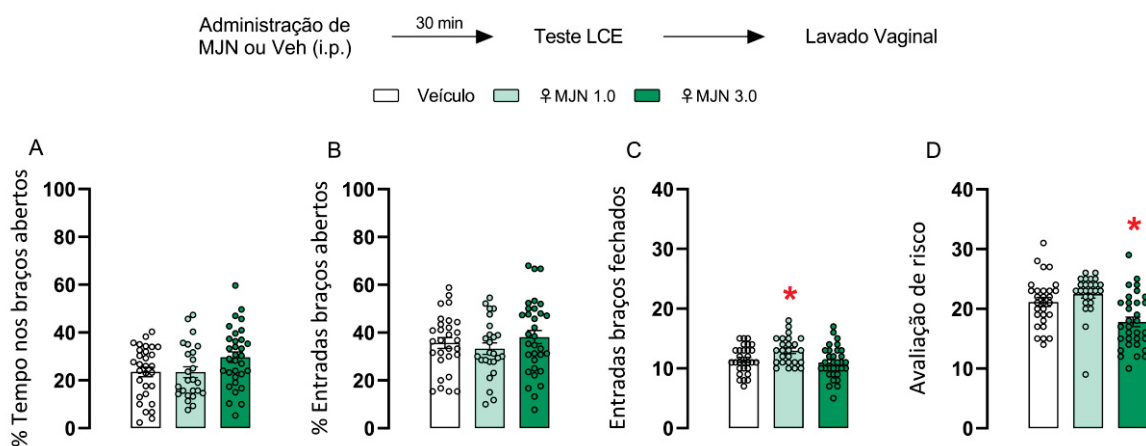 Administração de
MJN ou Veh (i.p.)
30 min
Teste LCE
Lavado Vaginal
Veículo ♀ MJN 1.0 ♀ MJN 3.0
A
% Tempo nos braços abertos
100
80
60
40
20
0
B
% Entradas braços abertos
100
80
60
40
20
0
C
Entradas braços fechados
40
30
20
10
0
*
D
Avaliação de risco
40
30
20
10
0
*